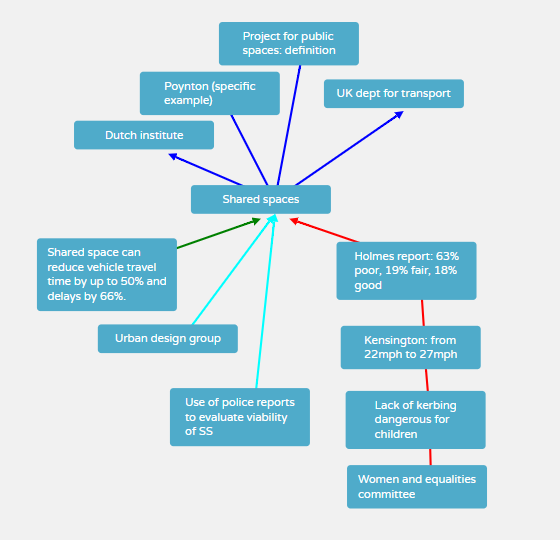 Project for public
spaces: definition
Poynton (specific
example)
UK dept for transport
Dutch institute
Shared spaces
Shared space can
reduce vehicle travel
time by up to 50% and
delays by 66%.
Holmes report: 63%
poor, 19% fair, 18%
good
Urban design group
Kensington: from
22mph to 27mph
Use of police reports
to evaluate viability
of SS
Lack of kerbing
dangerous for
children
Women and equalities
committee